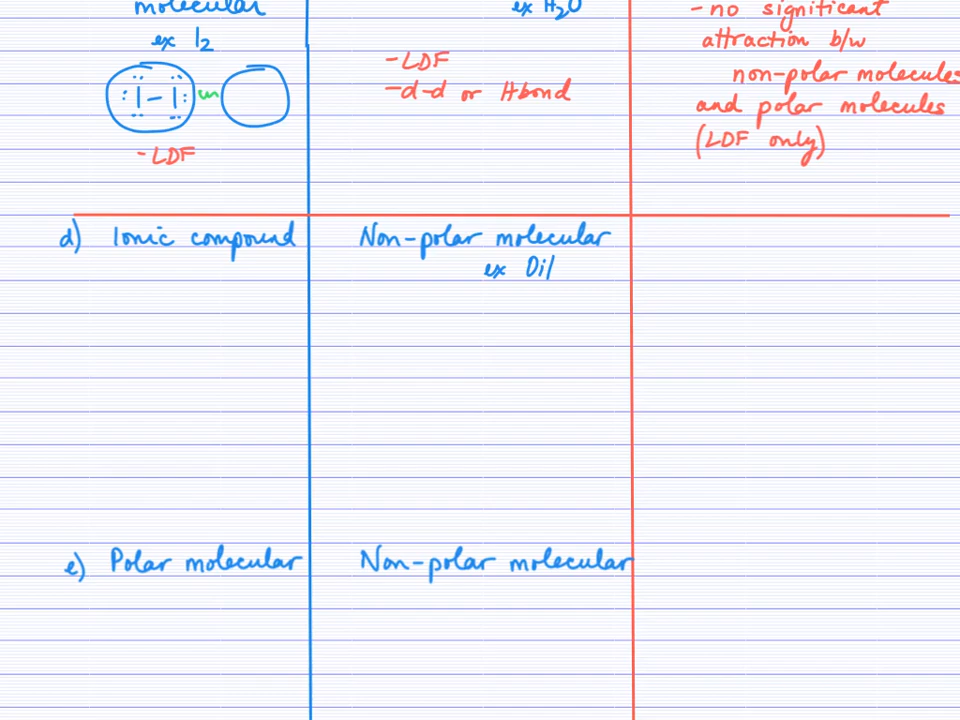 molecular
ex I2
:I-I:
-LDF
ex H2O
-LDF
-d-d or Hbond
-no significant
attraction b/w
non-polar molecules
and polar molecules
(LDF only)
d) Ionic compound
Non-polar molecular
ex Oil
e) Polar molecular
Non-polar molecular